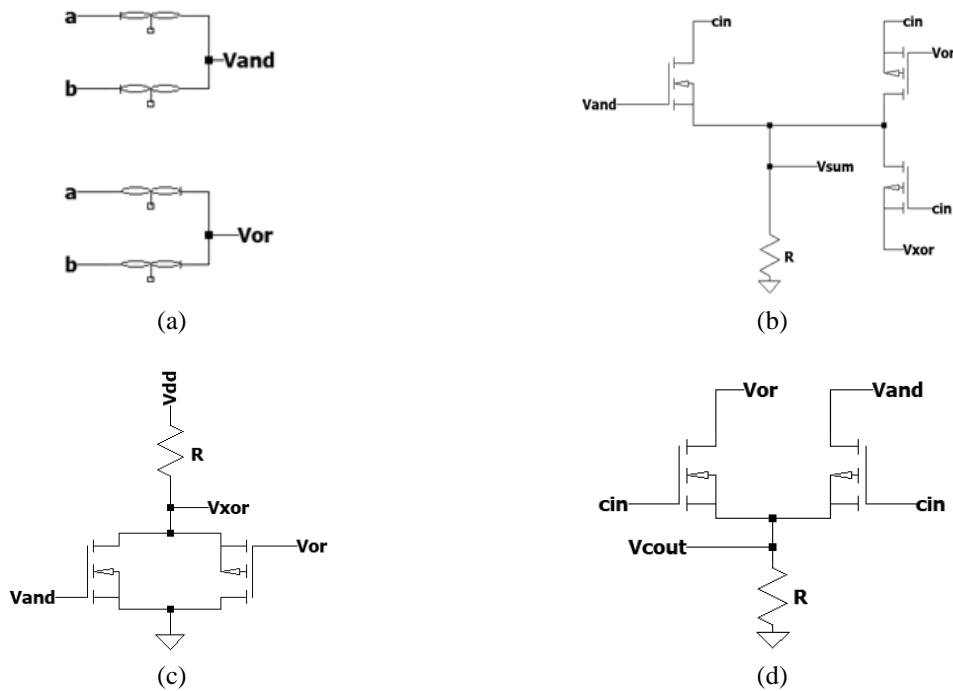 a
Vand
b
a
Vor
b
(a)
cin
cin
Vor
Vand
Vsum
cin
R
Vxor
(b)
Vdd
R
Vxor
Vor
Vand
(c)
Vor
Vand
cin
cin
Vcout
R
(d)